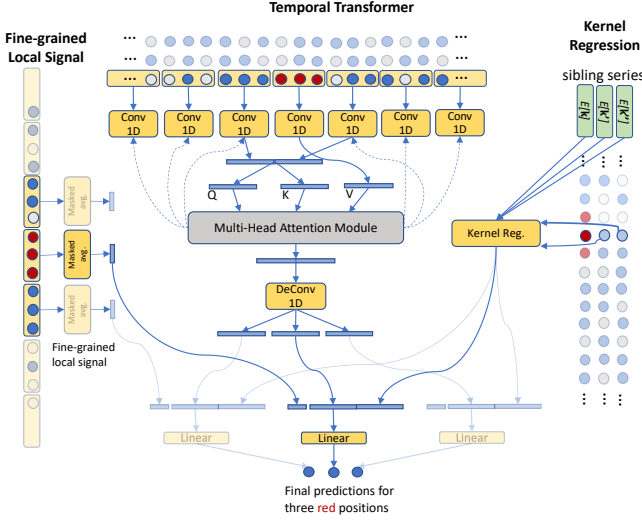 Temporal Transformer
Fine-grained
Local Signal
Kernel
Regression
sibling series
E[k]
E[k']
E[k'']
... ...
... ...
... ...
Conv
1D
Conv
1D
Conv
1D
Conv
1D
Conv
1D
Conv
1D
Conv
1D
Q
K
V
Multi-Head Attention Module
Kernel Reg.
Masked
avg.
Masked
avg.
Masked
avg.
DeConv
1D
Fine-grained
local signal
... ... ...
... ... ...
Linear
Linear
Linear
Final predictions for
three red positions